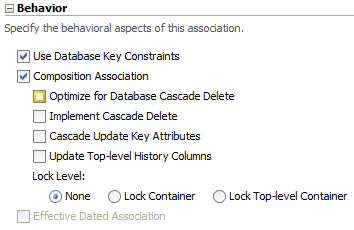 Behavior
Specify the behavioral aspects of this association.
Use Database Key Constraints
Composition Association
Optimize for Database Cascade Delete
Implement Cascade Delete
Cascade Update Key Attributes
Update Top-level History Columns
Lock Level:
None Lock Container Lock Top-level Container
Effective Dated Association